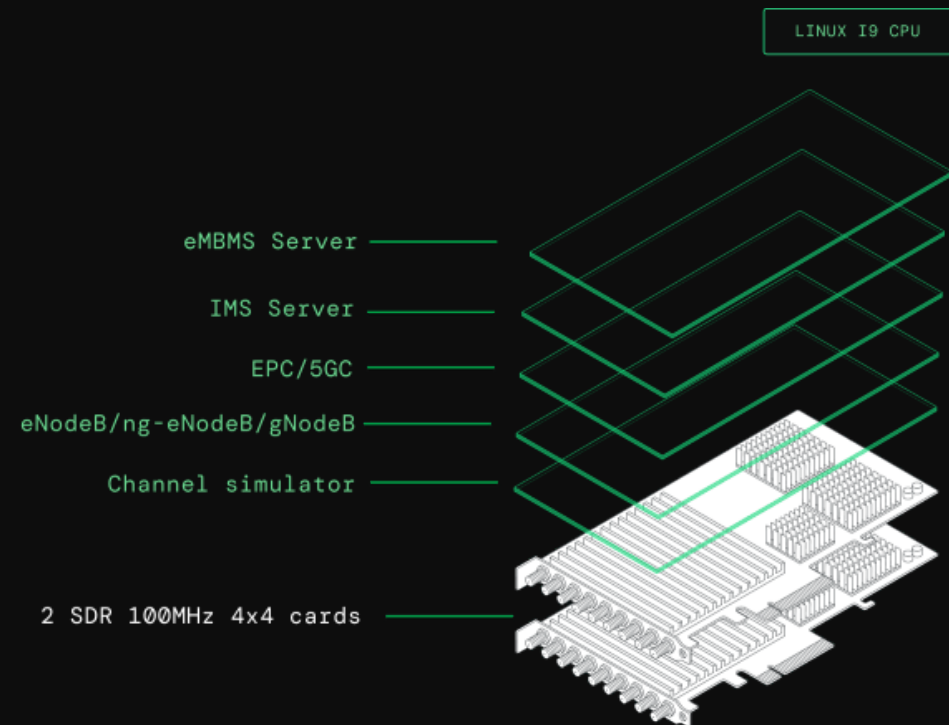 LINUX I9 CPU
eMBMS Server
IMS Server
EPC/5GC
eNodeB/ng-eNodeB/gNodeB
Channel simulator
2 SDR 100MHz 4x4 cards